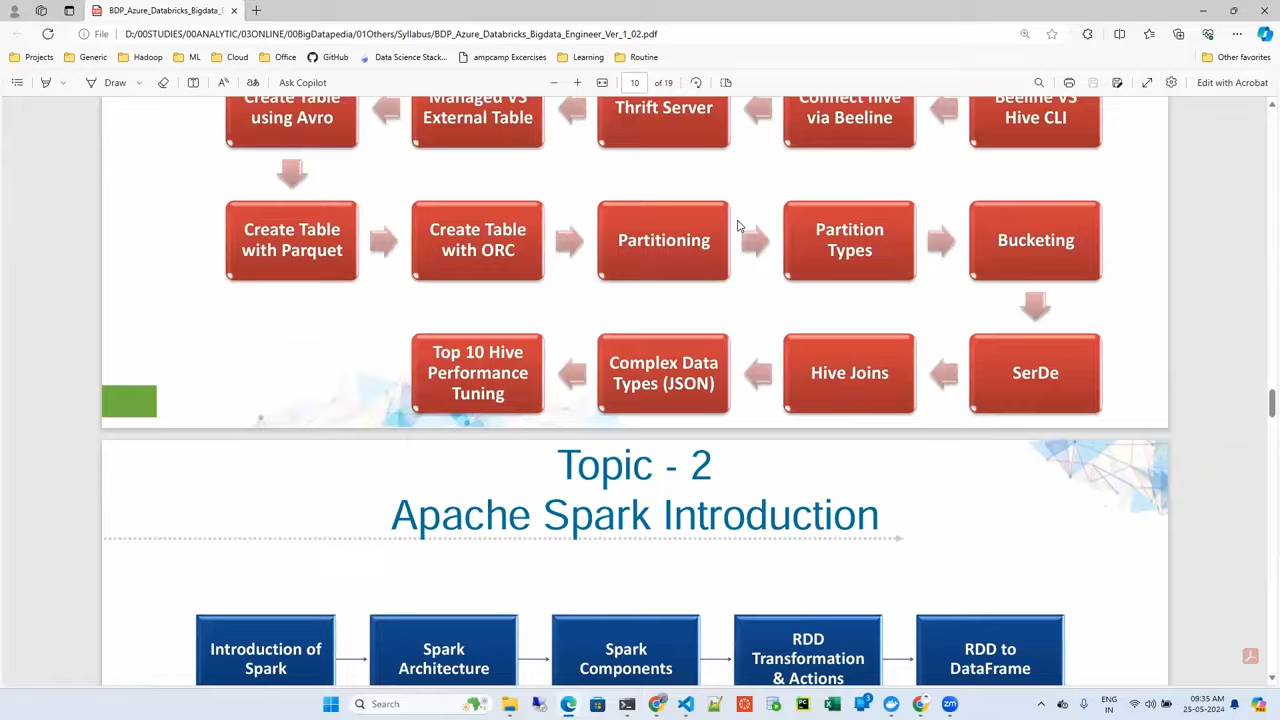 BDP_Azure_Databricks_Bigdata_E
File
D:/00STUDIES/00ANALYTIC/03ONLINE/00BigDatapedia/01Others/Syllabus/BDP_Azure_Databricks_Bigdata_Engineer_Ver_1_02.pdf
Projects
Generic
Hadoop
ML
Cloud
Office
GitHub
Data Science Stack...
ampcamp Exercises
Learning
Routine
Other favorites
Draw
Ask Copilot
10 of 19
Edit with Acrobat
Create Table
using Avro
Managed VS
External Table
Thrift Server
Connect hive
via Beeline
Beeline VS
Hive CLI
Create Table
with Parquet
Create Table
with ORC
Partitioning
Partition
Types
Bucketing
Top 10 Hive
Performance
Tuning
Complex Data
Types (JSON)
Hive Joins
SerDe
Topic - 2
Apache Spark Introduction
Introduction of
Spark
Spark
Architecture
Spark
Components
RDD
Transformation
& Actions
RDD to
DataFrame
Search
ENG
IN
09:35 AM
25-05-2024